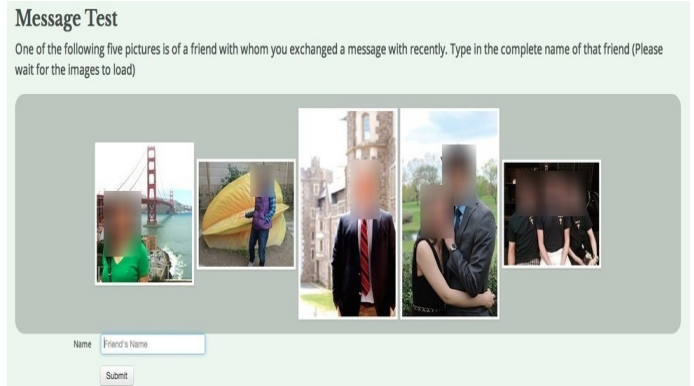 Message Test
One of the following five pictures is of a friend with whom you exchanged a message with recently. Type in the complete name of that friend (Please
wait for the images to load)
Name
Friend's Name
Submit